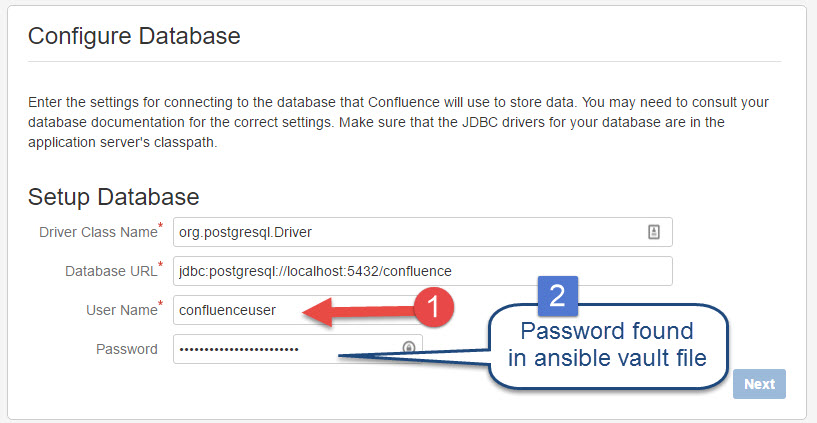 Configure Database
Enter the settings for connecting to the database that Confluence will use to store data. You may need to consult your
database documentation for the correct settings. Make sure that the JDBC drivers for your database are in the
application server's classpath.
Setup Database
Driver Class Name* org.postgresql.Driver
Database URL* jdbc:postgresql://localhost:5432/confluence
User Name* confluenceuser
1
2
Password ••••••••••••••••••••••••
Password found
in ansible vault file
Next